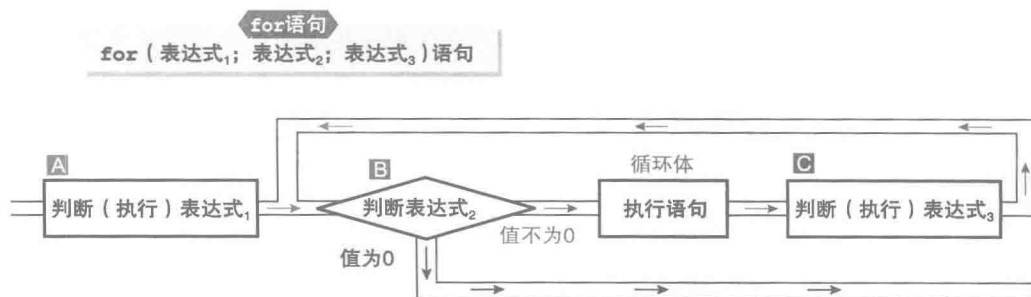 for语句
for（表达式₁；表达式₂；表达式₃）语句
A
判断（执行）表达式₁
B
判断表达式₂
循环体
执行语句
C
判断（执行）表达式₃
值不为0
值为0